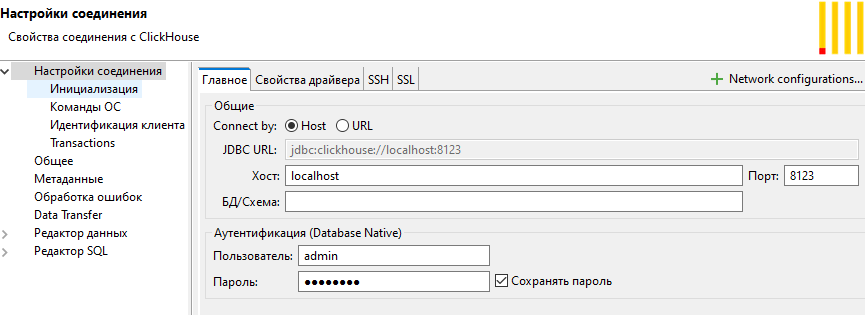 Настройки соединения
Свойства соединения с ClickHouse
Настройки соединения
Инициализация
Команды ОС
Идентификация клиента
Transactions
Общее
Метаданные
Обработка ошибок
Data Transfer
Редактор данных
Редактор SQL
Главное Свойства драйвера SSH SSL
Network configurations...
Общие
Connect by: Host URL
JDBC URL: jdbc:clickhouse://localhost:8123
Хост: localhost Порт: 8123
БД/Схема:
Аутентификация (Database Native)
Пользователь: admin
Пароль: ●●●●●●●● Сохранять пароль